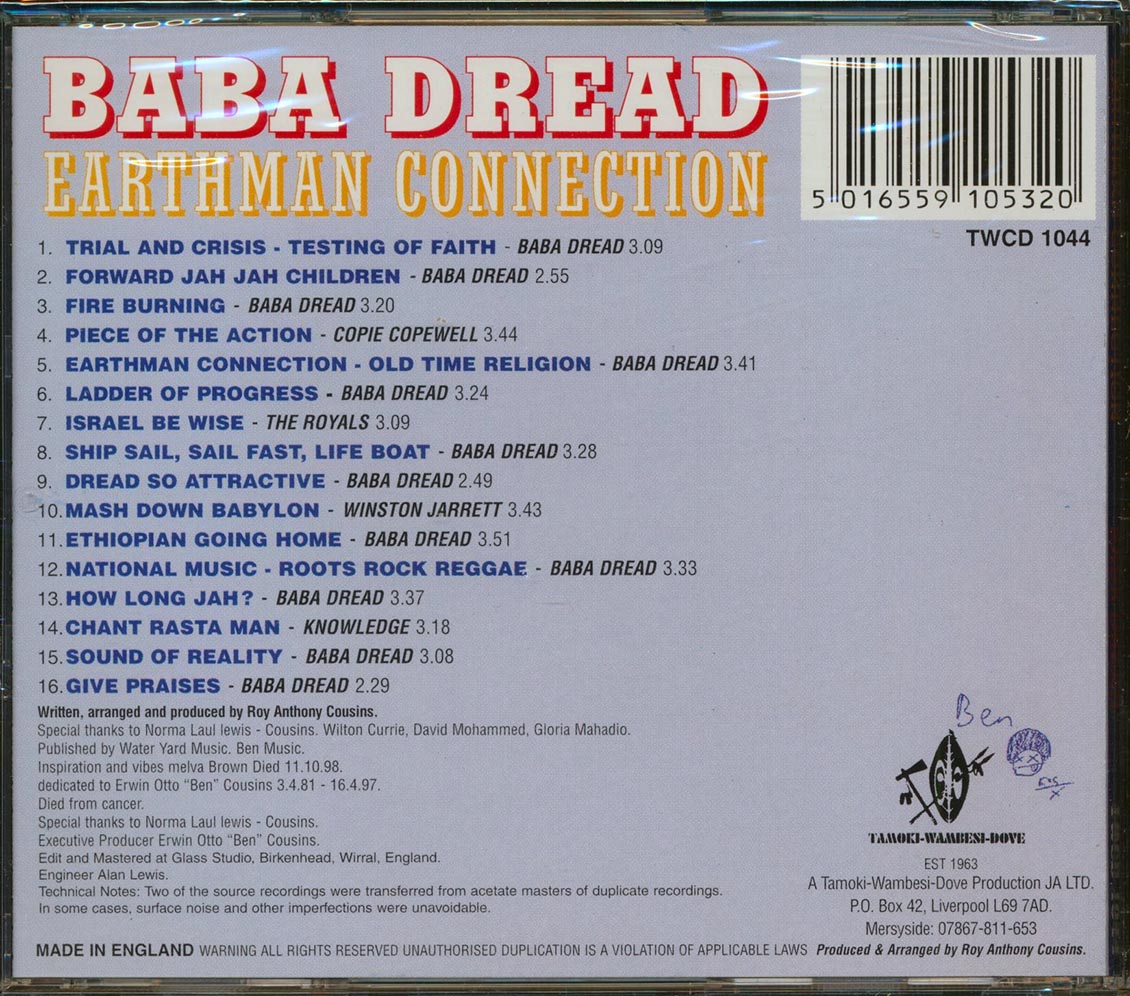 BABA DREAD
EARTHMAN CONNECTION
5 016559 105320
TWCD 1044
1. TRIAL AND CRISIS - TESTING OF FAITH - BABA DREAD 3.09
2. FORWARD JAH JAH CHILDREN - BABA DREAD 2.55
3. FIRE BURNING - BABA DREAD 3.20
4. PIECE OF THE ACTION - COPIE COPEWELL 3.44
5. EARTHMAN CONNECTION - OLD TIME RELIGION - BABA DREAD 3.41
6. LADDER OF PROGRESS - BABA DREAD 3.24
7. ISRAEL BE WISE - THE ROYALS 3.09
8. SHIP SAIL, SAIL FAST, LIFE BOAT - BABA DREAD 3.28
9. DREAD SO ATTRACTIVE - BABA DREAD 2.49
10. MASH DOWN BABYLON - WINSTON JARRETT 3.43
11. ETHIOPIAN GOING HOME - BABA DREAD 3.51
12. NATIONAL MUSIC - ROOTS ROCK REGGAE - BABA DREAD 3.33
13. HOW LONG JAH? - BABA DREAD 3.37
14. CHANT RASTA MAN - KNOWLEDGE 3.18
15. SOUND OF REALITY - BABA DREAD 3.08
16. GIVE PRAISES - BABA DREAD 2.29
Written, arranged and produced by Roy Anthony Cousins.
Special thanks to Norma Laul lewis - Cousins. Wilton Currie, David Mohammed, Gloria Mahadio.
Published by Water Yard Music. Ben Music.
Inspiration and vibes melva Brown Died 11.10.98.
dedicated to Erwin Otto “Ben” Cousins 3.4.81 - 16.4.97.
Died from cancer.
Special thanks to Norma Laul lewis - Cousins.
Executive Producer Erwin Otto “Ben” Cousins.
Edit and Mastered at Glass Studio, Birkenhead, Wirral, England.
Engineer Alan Lewis.
Technical Notes: Two of the source recordings were transferred from acetate masters of duplicate recordings.
In some cases, surface noise and other imperfections were unavoidable.
Ben
TAMOKI-WAMBESI-DOVE
EST 1963
A Tamoki-Wambesi-Dove Production JA LTD.
P.O. Box 42, Liverpool L69 7AD.
Mersyside: 07867-811-653
MADE IN ENGLAND WARNING ALL RIGHTS RESERVED UNAUTHORISED DUPLICATION IS A VIOLATION OF APPLICABLE LAWS Produced & Arranged by Roy Anthony Cousins.